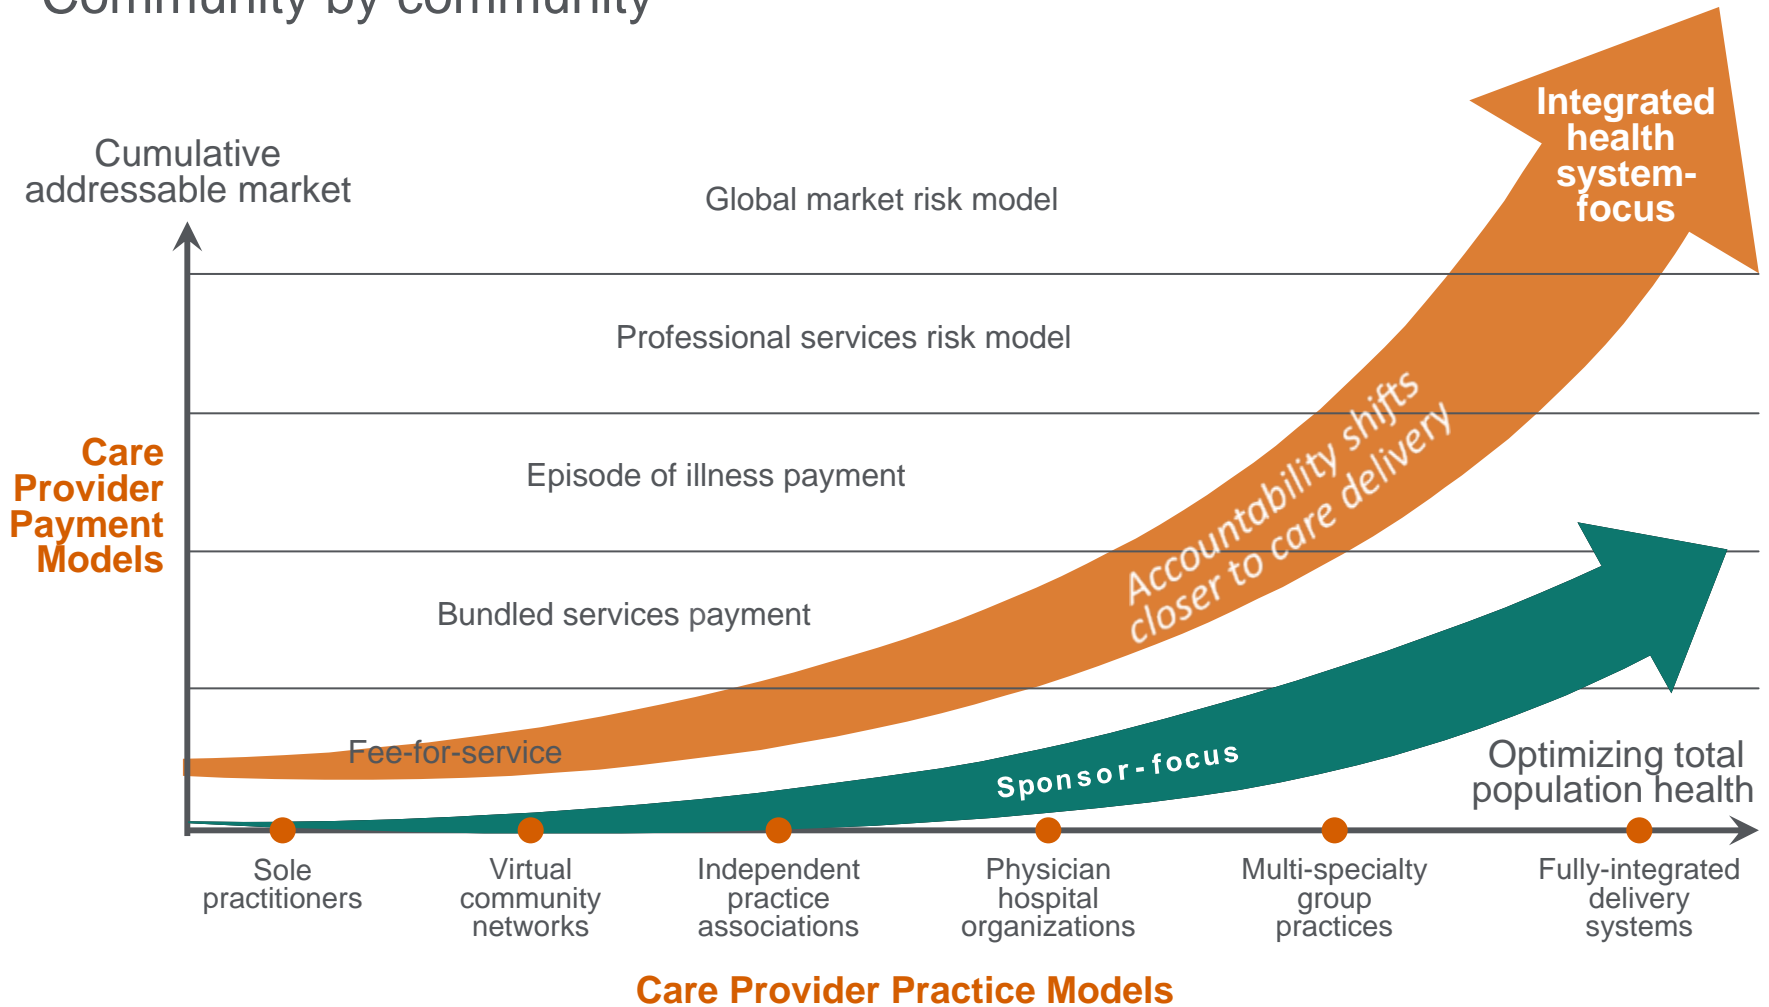 Community by community
Cumulative
addressable market
Integrated
health
system-
focus
Global market risk model
Professional services risk model
Care
Provider
Payment
Models
Episode of illness payment
Accountability shifts
closer to care delivery
Bundled services payment
Fee-for-service
Sponsor-focus
Optimizing total
population health
Sole
practitioners
Virtual
community
networks
Independent
practice
associations
Physician
hospital
organizations
Multi-specialty
group
practices
Fully-integrated
delivery
systems
Care Provider Practice Models